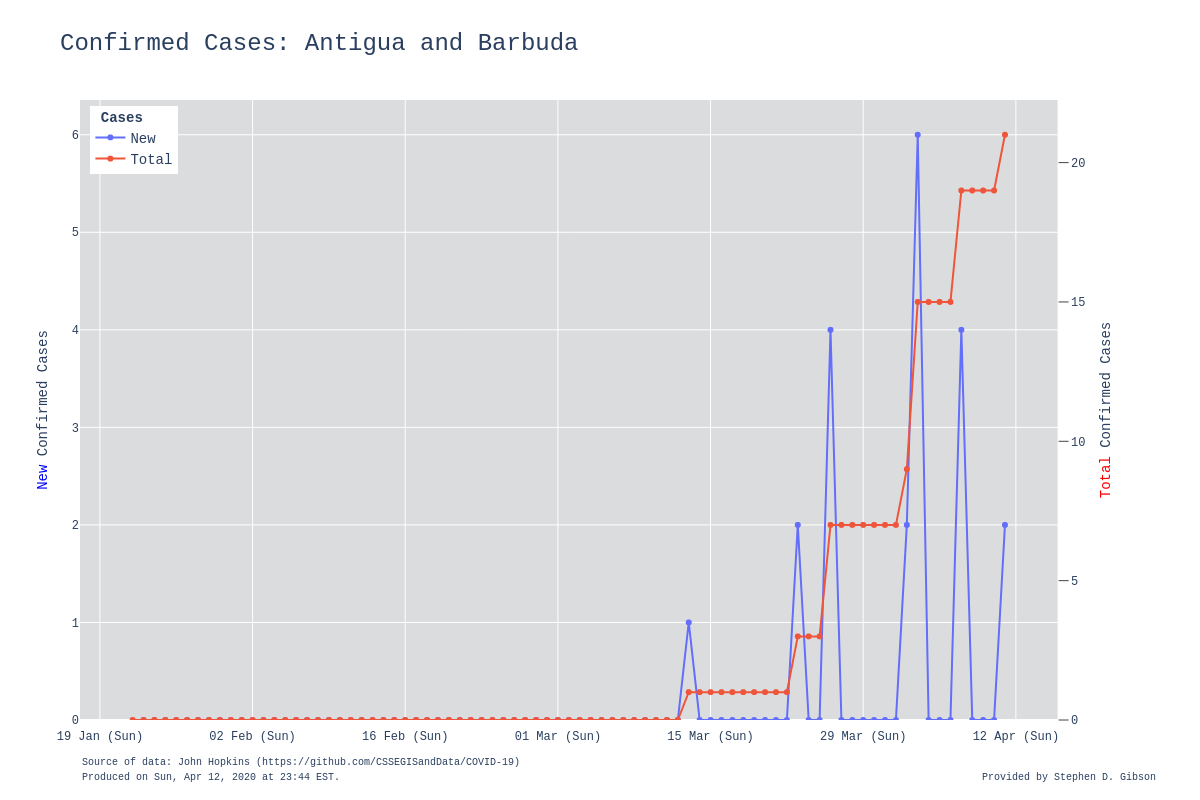 Confirmed Cases: Antigua and Barbuda
Cases
New
Total
6
5
4
3
2
1
0
20
15
10
5
0
New Confirmed Cases
Total Confirmed Cases
19 Jan (Sun)
02 Feb (Sun)
16 Feb (Sun)
01 Mar (Sun)
15 Mar (Sun)
29 Mar (Sun)
12 Apr (Sun)
Source of data: John Hopkins (https://github.com/CSSEGISandData/COVID-19)
Produced on Sun, Apr 12, 2020 at 23:44 EST.
Provided by Stephen D. Gibson